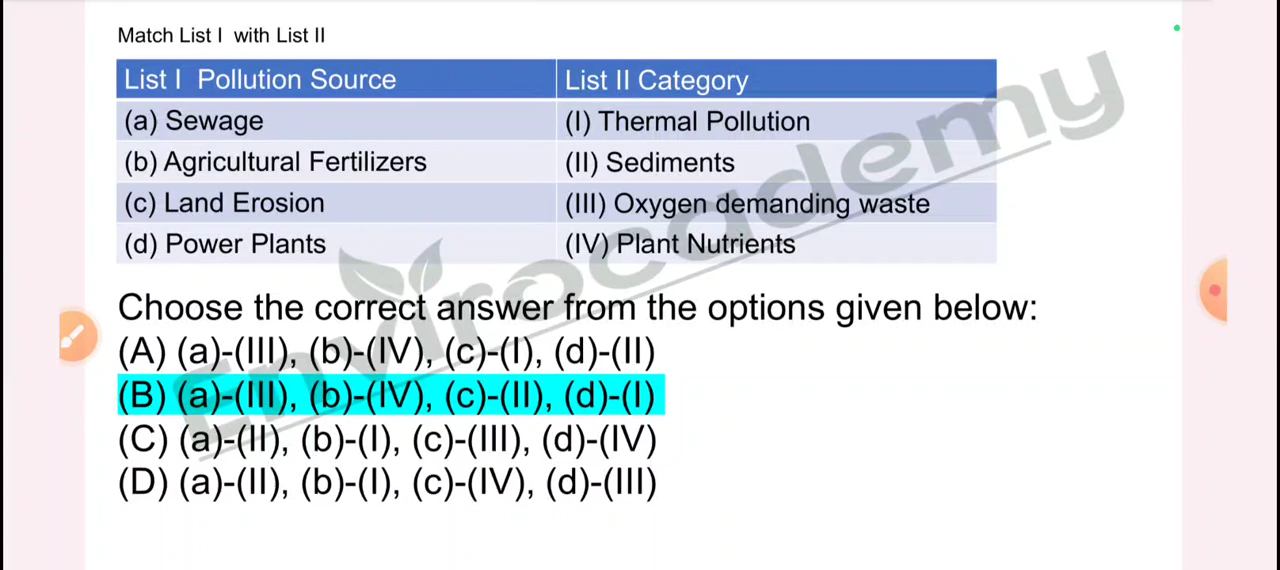 Match List I with List II
List I Pollution Source List II Category
(a) Sewage (I) Thermal Pollution
(b) Agricultural Fertilizers (II) Sediments
(c) Land Erosion (III) Oxygen demanding waste
(d) Power Plants (IV) Plant Nutrients
Envirocademy
Choose the correct answer from the options given below:
(A) (a)-(III), (b)-(IV), (c)-(I), (d)-(II)
(B) (a)-(III), (b)-(IV), (c)-(II), (d)-(I)
(C) (a)-(II), (b)-(I), (c)-(III), (d)-(IV)
(D) (a)-(II), (b)-(I), (c)-(IV), (d)-(III)